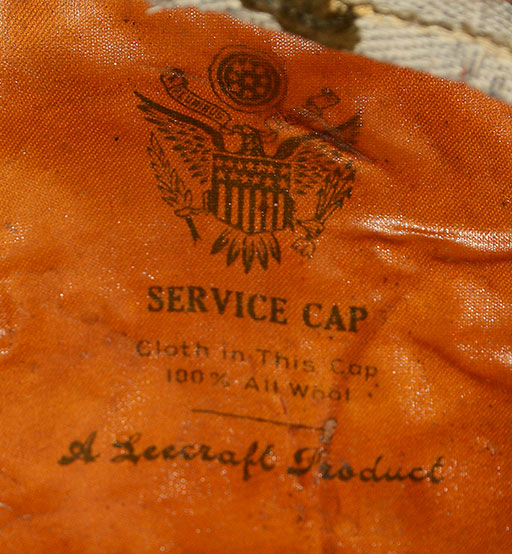 SERVICE CAP
Cloth in This Cap
100% All Wool
A Leecraft Product